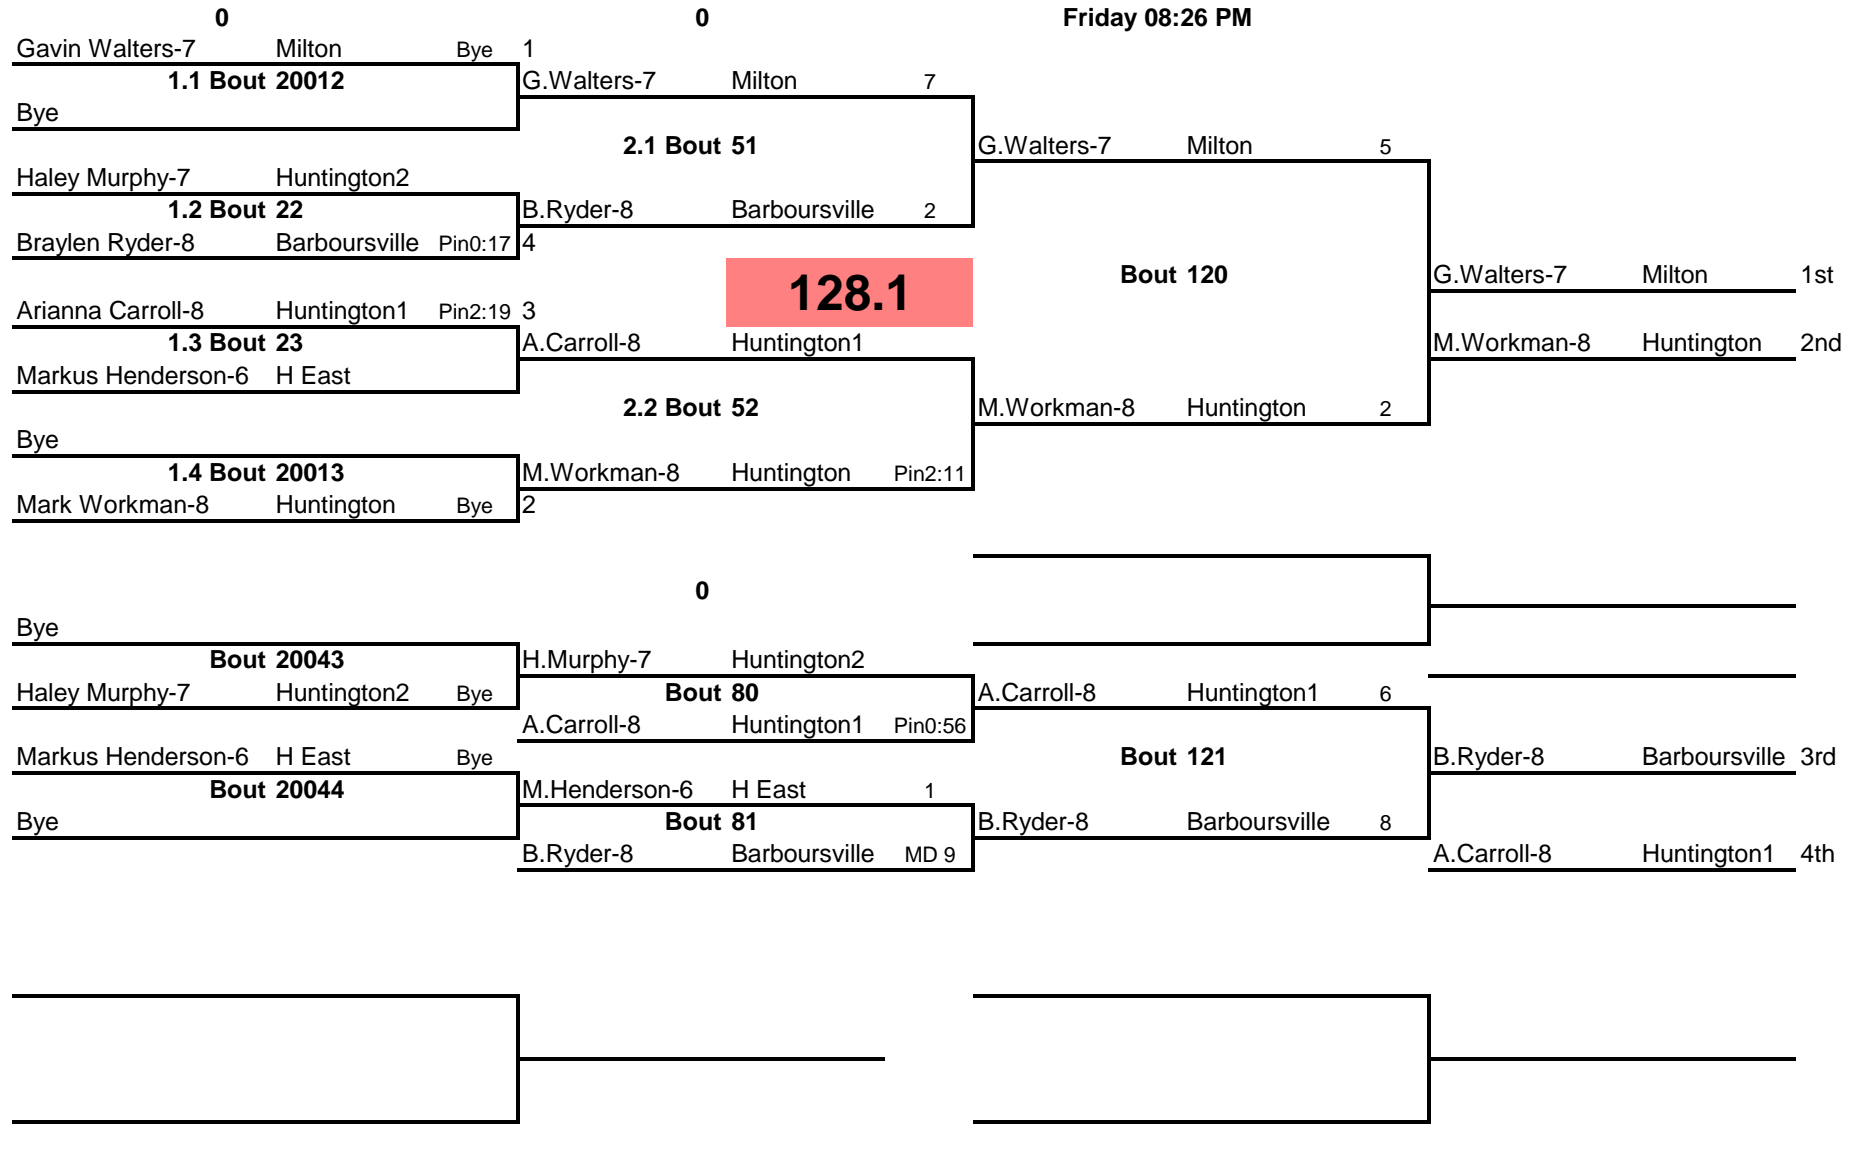 0 0 Friday 08:26 PM
Gavin Walters-7 Milton Bye 1
1.1 Bout 20012 G.Walters-7 Milton 7
Bye
2.1 Bout 51 G.Walters-7 Milton 5
Haley Murphy-7 Huntington2
1.2 Bout 22 B.Ryder-8 Barboursville 2
Braylen Ryder-8 Barboursville Pin0:17 4
128.1 Bout 120 G.Walters-7 Milton 1st
Arianna Carroll-8 Huntington1 Pin2:19 3
1.3 Bout 23 A.Carroll-8 Huntington1 M.Workman-8 Huntington 2nd
Markus Henderson-6 H East
2.2 Bout 52 M.Workman-8 Huntington 2
Bye
1.4 Bout 20013 M.Workman-8 Huntington Pin2:11
Mark Workman-8 Huntington Bye 2
0
Bye
Bout 20043 H.Murphy-7 Huntington2
Haley Murphy-7 Huntington2 Bye Bout 80 A.Carroll-8 Huntington1 6
A.Carroll-8 Huntington1 Pin0:56
Markus Henderson-6 H East Bye Bout 121 B.Ryder-8 Barboursville 3rd
Bout 20044 M.Henderson-6 H East 1
Bye Bout 81 B.Ryder-8 Barboursville 8
B.Ryder-8 Barboursville MD 9 A.Carroll-8 Huntington1 4th